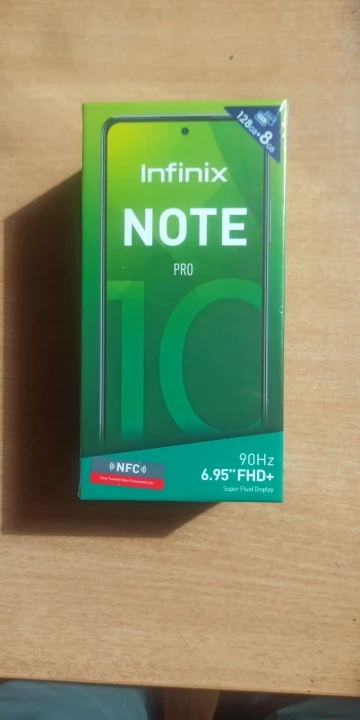 128GB+8GB
Infinix
NOTE
PRO
10
NFC
90Hz
6.95" FHD+
Super Fluid Display